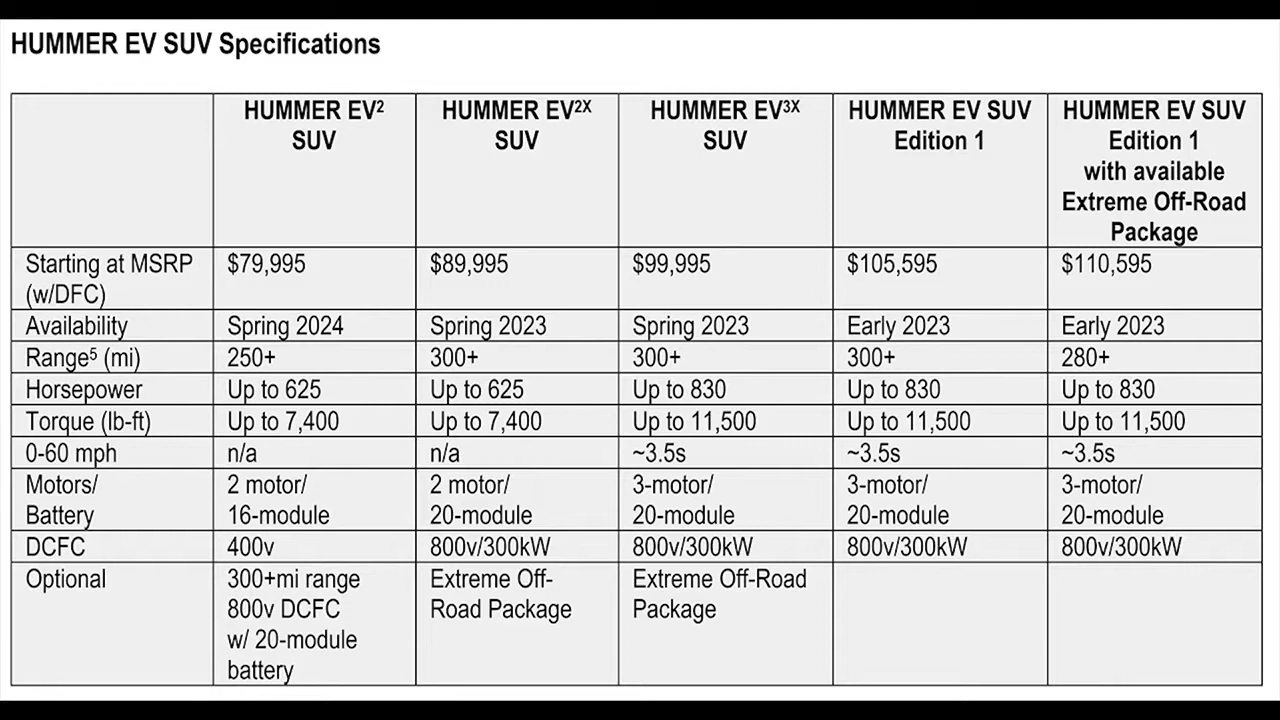 HUMMER EV SUV Specifications
HUMMER EV² SUV
HUMMER EV²ˣ SUV
HUMMER EV³ˣ SUV
HUMMER EV SUV Edition 1
HUMMER EV SUV Edition 1 with available Extreme Off-Road Package
Starting at MSRP (w/DFC) $79,995 $89,995 $99,995 $105,595 $110,595
Availability Spring 2024 Spring 2023 Spring 2023 Early 2023 Early 2023
Range⁵ (mi) 250+ 300+ 300+ 300+ 280+
Horsepower Up to 625 Up to 625 Up to 830 Up to 830 Up to 830
Torque (lb-ft) Up to 7,400 Up to 7,400 Up to 11,500 Up to 11,500 Up to 11,500
0-60 mph n/a n/a ~3.5s ~3.5s ~3.5s
Motors/ 2 motor/ 2 motor/ 3-motor/ 3-motor/ 3-motor/
Battery 16-module 20-module 20-module 20-module 20-module
DCFC 400v 800v/300kW 800v/300kW 800v/300kW 800v/300kW
Optional 300+mi range Extreme Off- Extreme Off-Road
800v DCFC Road Package Package
w/ 20-module
battery